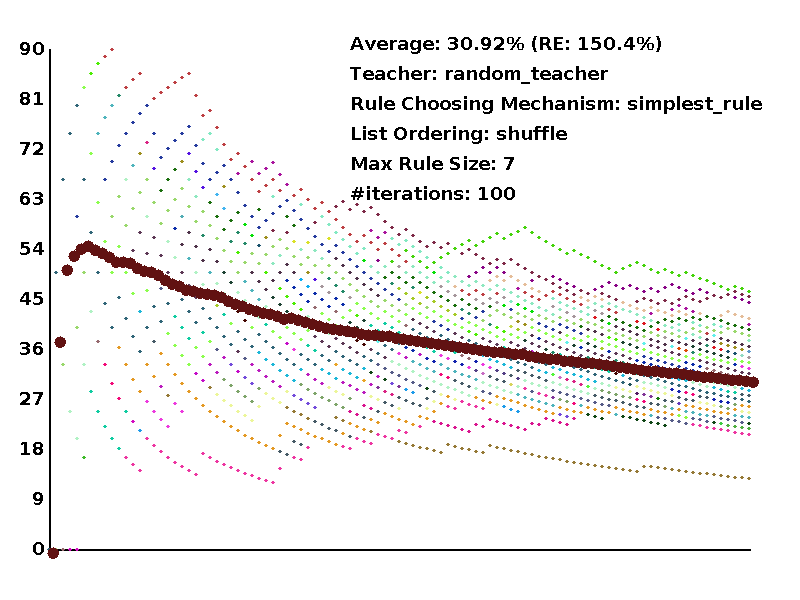 Average: 30.92% (RE: 150.4%)
Teacher: random_teacher
Rule Choosing Mechanism: simplest_rule
List Ordering: shuffle
Max Rule Size: 7
#iterations: 100
90
81
72
63
54
45
36
27
18
9
0